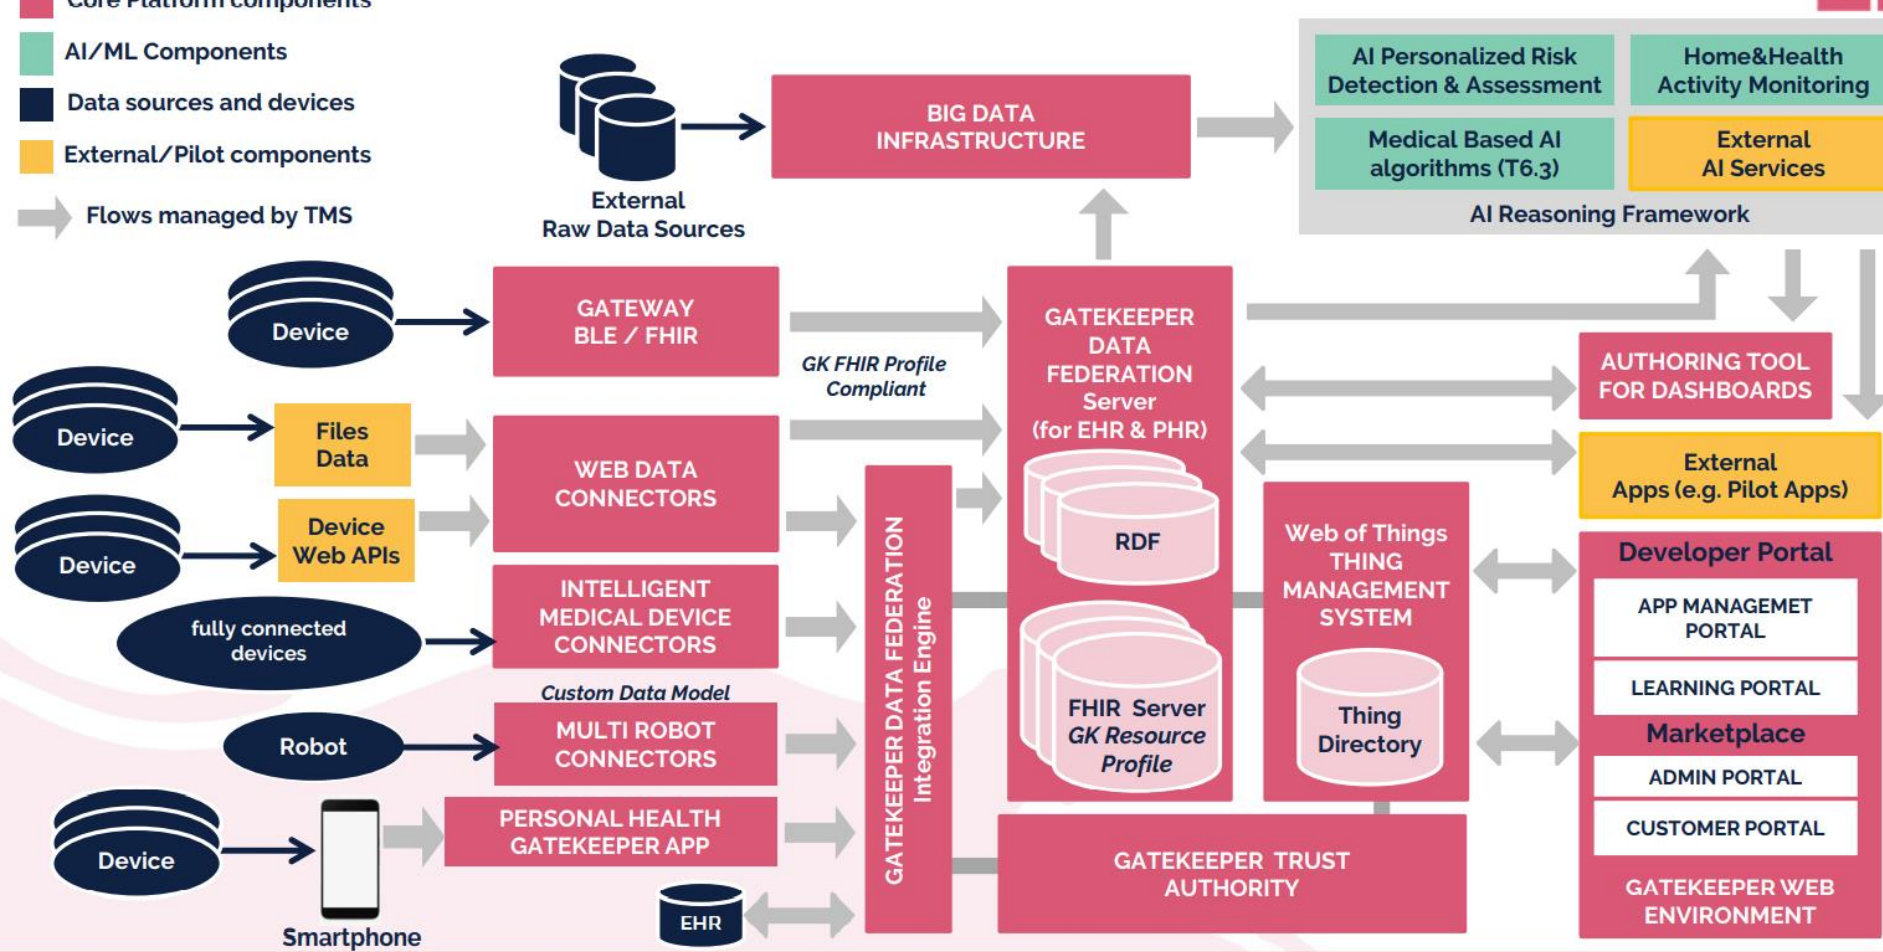 Core Platform components
AI/ML Components
Data sources and devices
External/Pilot components
Flows managed by TMS
External
Raw Data Sources
BIG DATA
INFRASTRUCTURE
AI Personalized Risk
Detection & Assessment
Home&Health
Activity Monitoring
Medical Based AI
algorithms (T6.3)
External
AI Services
AI Reasoning Framework
Device
GATEWAY
BLE / FHIR
GK FHIR Profile
Compliant
Device
Files
Data
Device
Device
Web APIs
WEB DATA
CONNECTORS
fully connected
devices
INTELLIGENT
MEDICAL DEVICE
CONNECTORS
Custom Data Model
Robot
MULTI ROBOT
CONNECTORS
Device
Smartphone
PERSONAL HEALTH
GATEKEEPER APP
EHR
GATEKEEPER DATA FEDERATION
Integration Engine
GATEKEEPER
DATA
FEDERATION
Server
(for EHR & PHR)
RDF
FHIR Server
GK Resource
Profile
Web of Things
THING
MANAGEMENT
SYSTEM
Thing
Directory
GATEKEEPER TRUST
AUTHORITY
AUTHORING TOOL
FOR DASHBOARDS
External
Apps (e.g. Pilot Apps)
Developer Portal
APP MANAGEMET
PORTAL
LEARNING PORTAL
Marketplace
ADMIN PORTAL
CUSTOMER PORTAL
GATEKEEPER WEB
ENVIRONMENT